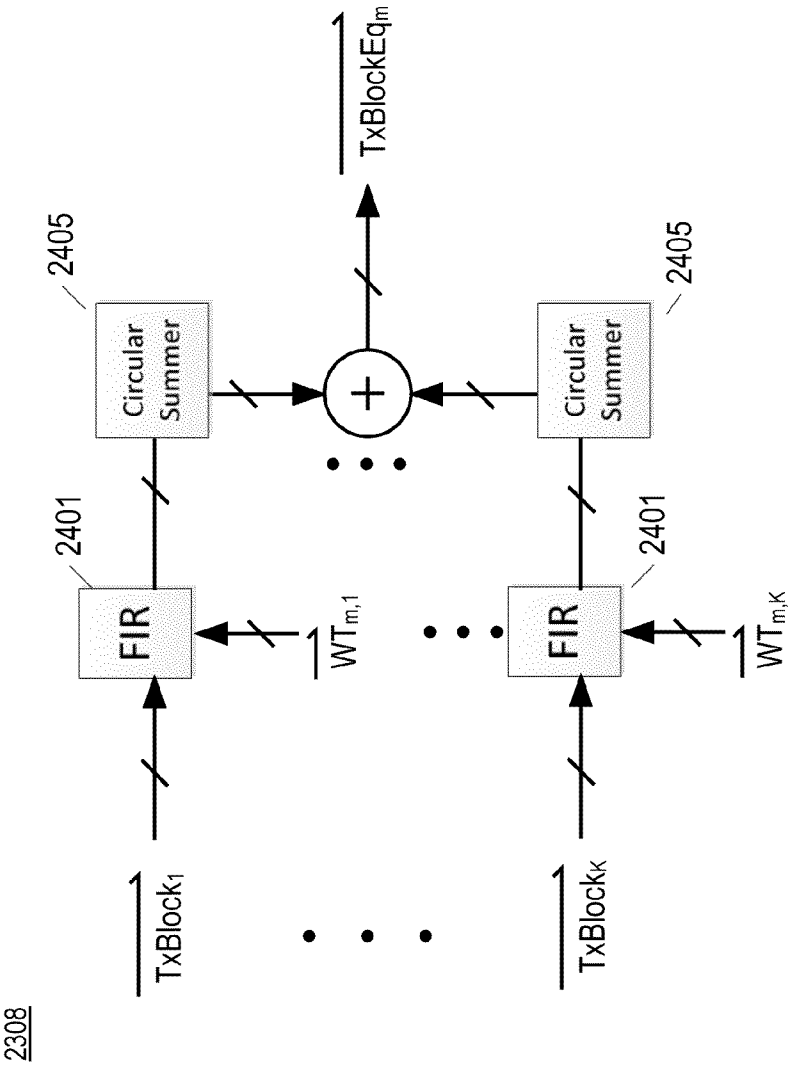 2308
TxBlock1
FIR
2401
WTm,1
Circular
Summer
2405
+
TxBlockEqm
TxBlockK
FIR
2401
WTm,K
Circular
Summer
2405